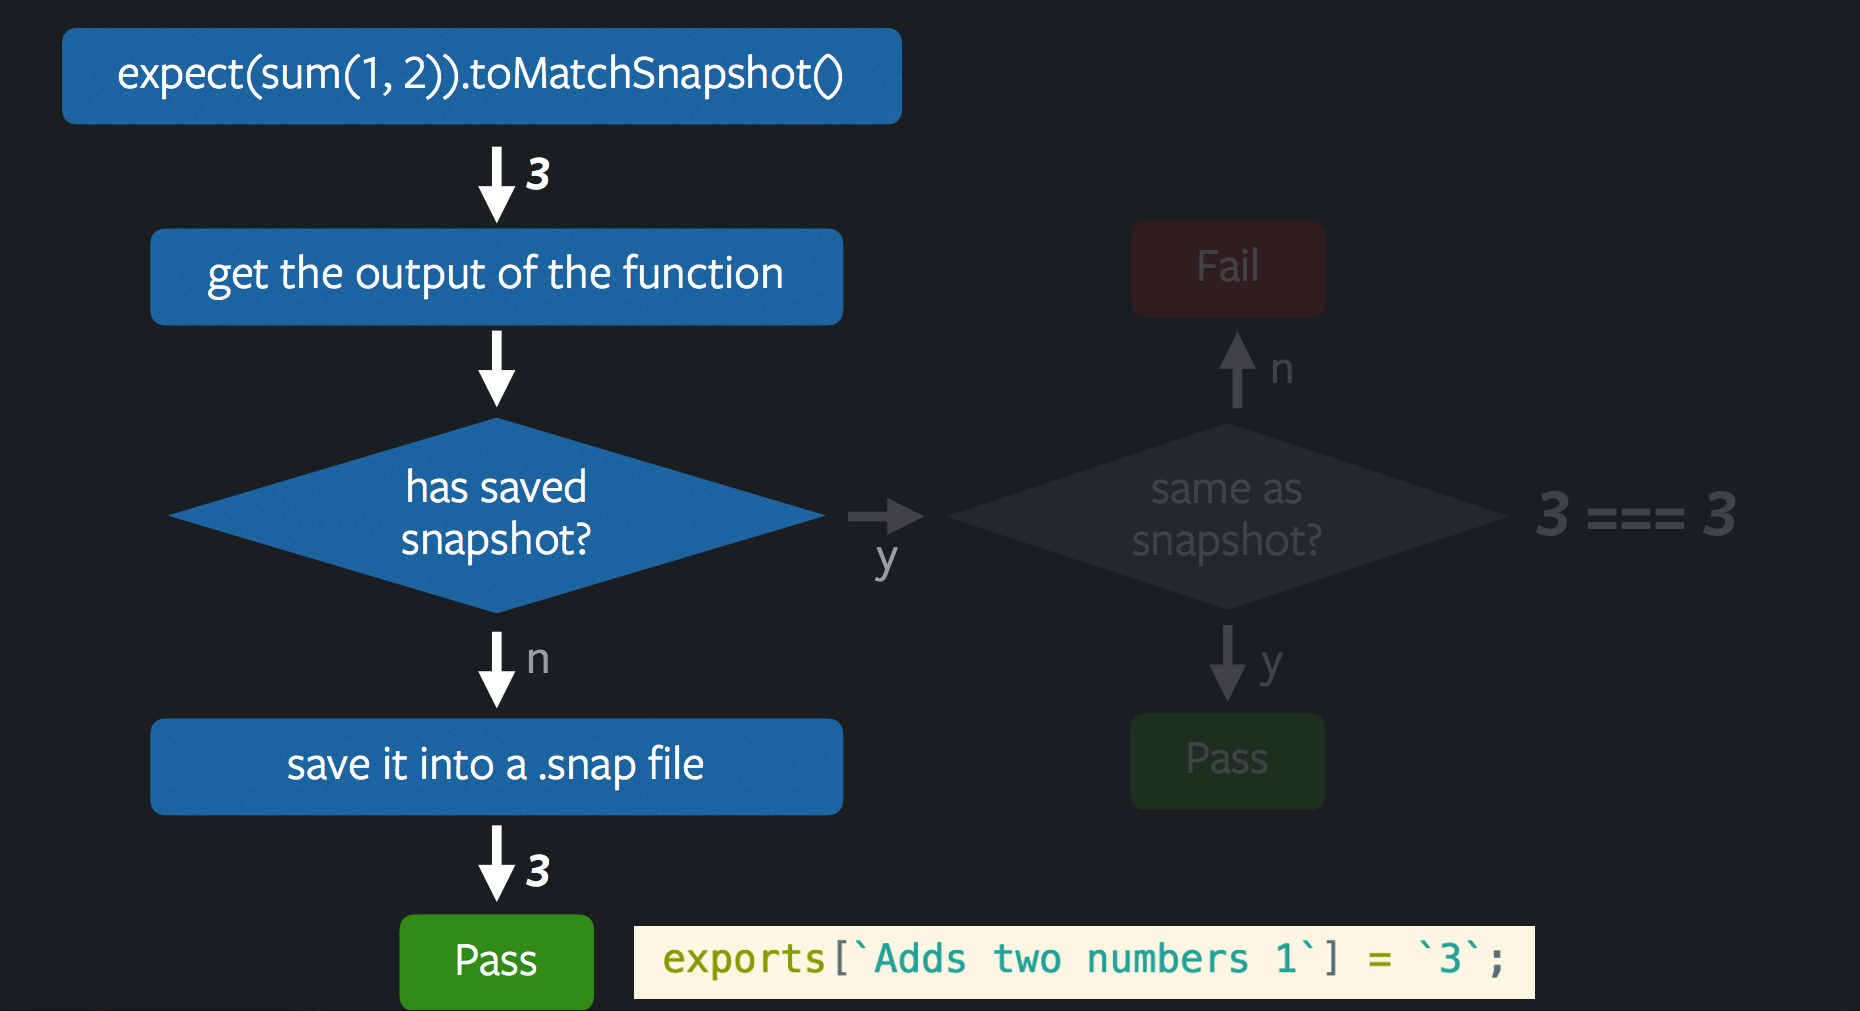 expect(sum(1, 2)).toMatchSnapshot()
3
get the output of the function
has saved
snapshot?
y
n
save it into a .snap file
3
Pass
exports[`Adds two numbers 1`] = `3`;
Fail
n
same as
snapshot?
3 === 3
y
Pass